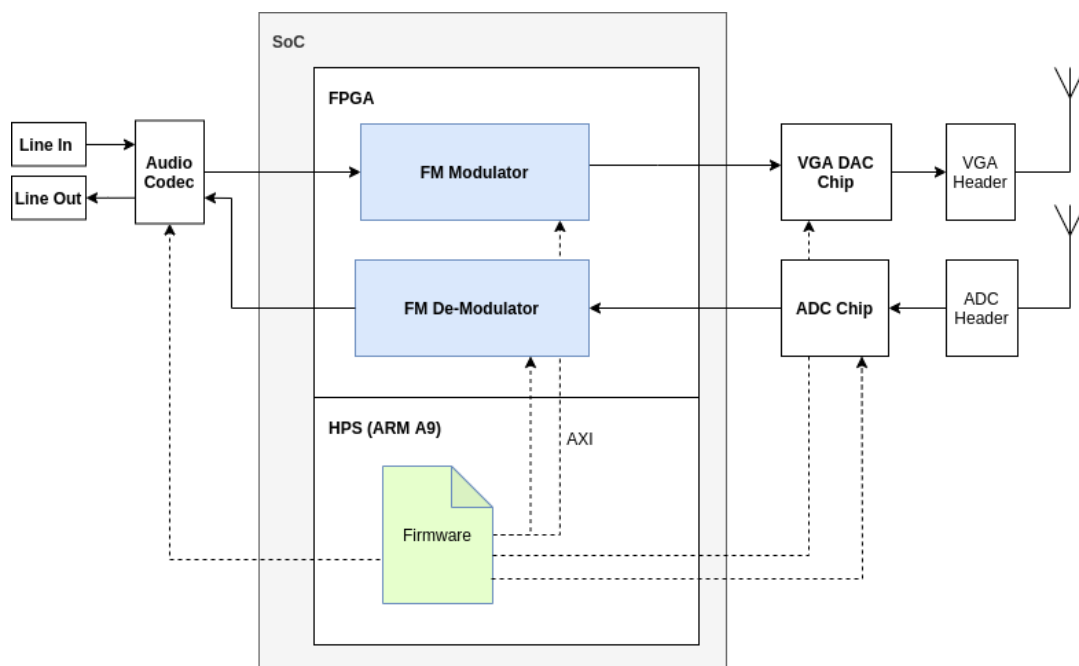 SoC
FPGA
Line In
Line Out
Audio
Codec
FM Modulator
VGA DAC
Chip
VGA
Header
FM De-Modulator
ADC Chip
ADC
Header
HPS (ARM A9)
AXI
Firmware